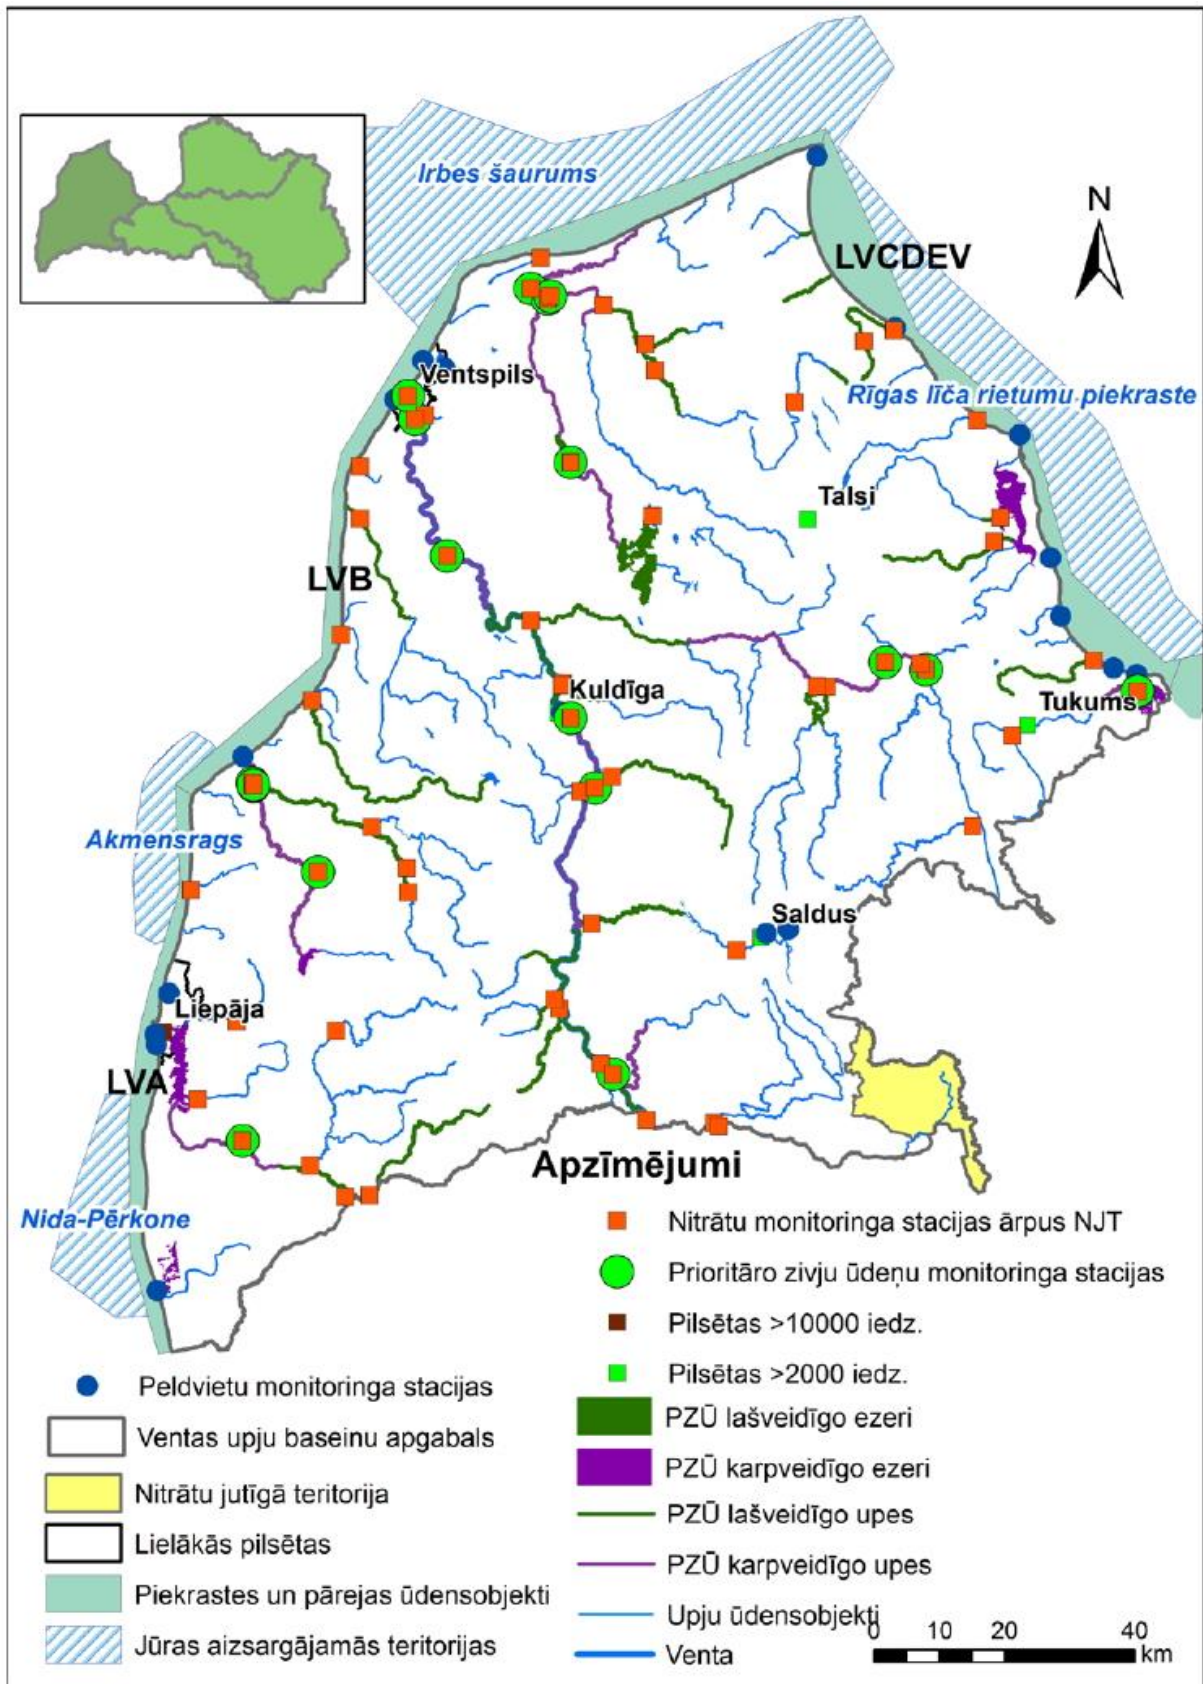 Irbes šaurums
N
LVCDEV
Ventspils
Rīgas līča rietumu piekraste
Talsi
LVB
Kuldīga
Tukums
Akmensrags
Saldus
Liepāja
LVA
Nida-Pērkone
Apzīmējumi
Nitrātu monitoringa stacijas ārpus NJT
Prioritāro zivju ūdeņu monitoringa stacijas
Pilsētas >10000 iedz.
Pilsētas >2000 iedz.
PZŪ lašveidīgo ezeri
PZŪ karpveidīgo ezeri
PZŪ lašveidīgo upes
PZŪ karpveidīgo upes
Upju ūdensobjekti
Venta
Peldvietu monitoringa stacijas
Ventas upju baseinu apgabals
Nitrātu jutīgā teritorija
Lielākās pilsētas
Piekrastes un pārejas ūdensobjekti
Jūras aizsargājamās teritorijas
0 10 20 40
km